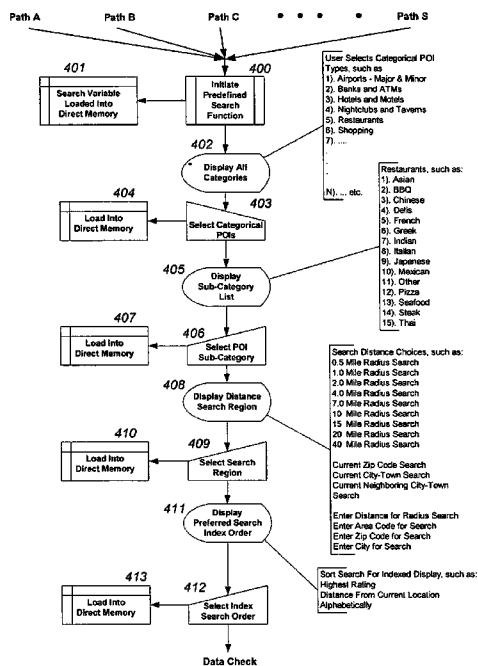 Path A
Path B
Path C
• • • •
Path S
401
Search Variable
Loaded Into
Direct Memory
400
Initiate
Predefined
Search
Function
User Selects Categorical POI
Types, such as
1). Airports - Major & Minor
2). Banks and ATMs
3). Hotels and Motels
4). Nightclubs and Taverns
5). Restaurants
6). Shopping
7). ....
.
.
.
N). ... etc.
402
Display All
Categories
404
Load Into
Direct Memory
403
Select Categorical
POIs
Restaurants, such as:
1). Asian
2). BBQ
3). Chinese
4). Delis
5). French
6). Greek
7). Indian
8). Italian
9). Japanese
10). Mexican
11). Other
12). Pizza
13). Seafood
14). Steak
15). Thai
405
Display
Sub-Category
List
407
Load Into
Direct Memory
406
Select POI
Sub-Category
408
Display Distance
Search Region
Search Distance Choices, such as:
0.5 Mile Radius Search
1.0 Mile Radius Search
2.0 Mile Radius Search
4.0 Mile Radius Search
7.0 Mile Radius Search
10 Mile Radius Search
15 Mile Radius Search
20 Mile Radius Search
40 Mile Radius Search
Current Zip Code Search
Current City-Town Search
Current Neighboring City-Town
Search
Enter Distance for Radius Search
Enter Area Code for Search
Enter Zip Code for Search
Enter City for Search
410
Load Into
Direct Memory
409
Select Search
Region
411
Display
Preferred Search
Index Order
Sort Search For Indexed Display, such as:
Highest Rating
Distance From Current Location
Alphabetically
413
Load Into
Direct Memory
412
Select Index
Search Order
Data Check